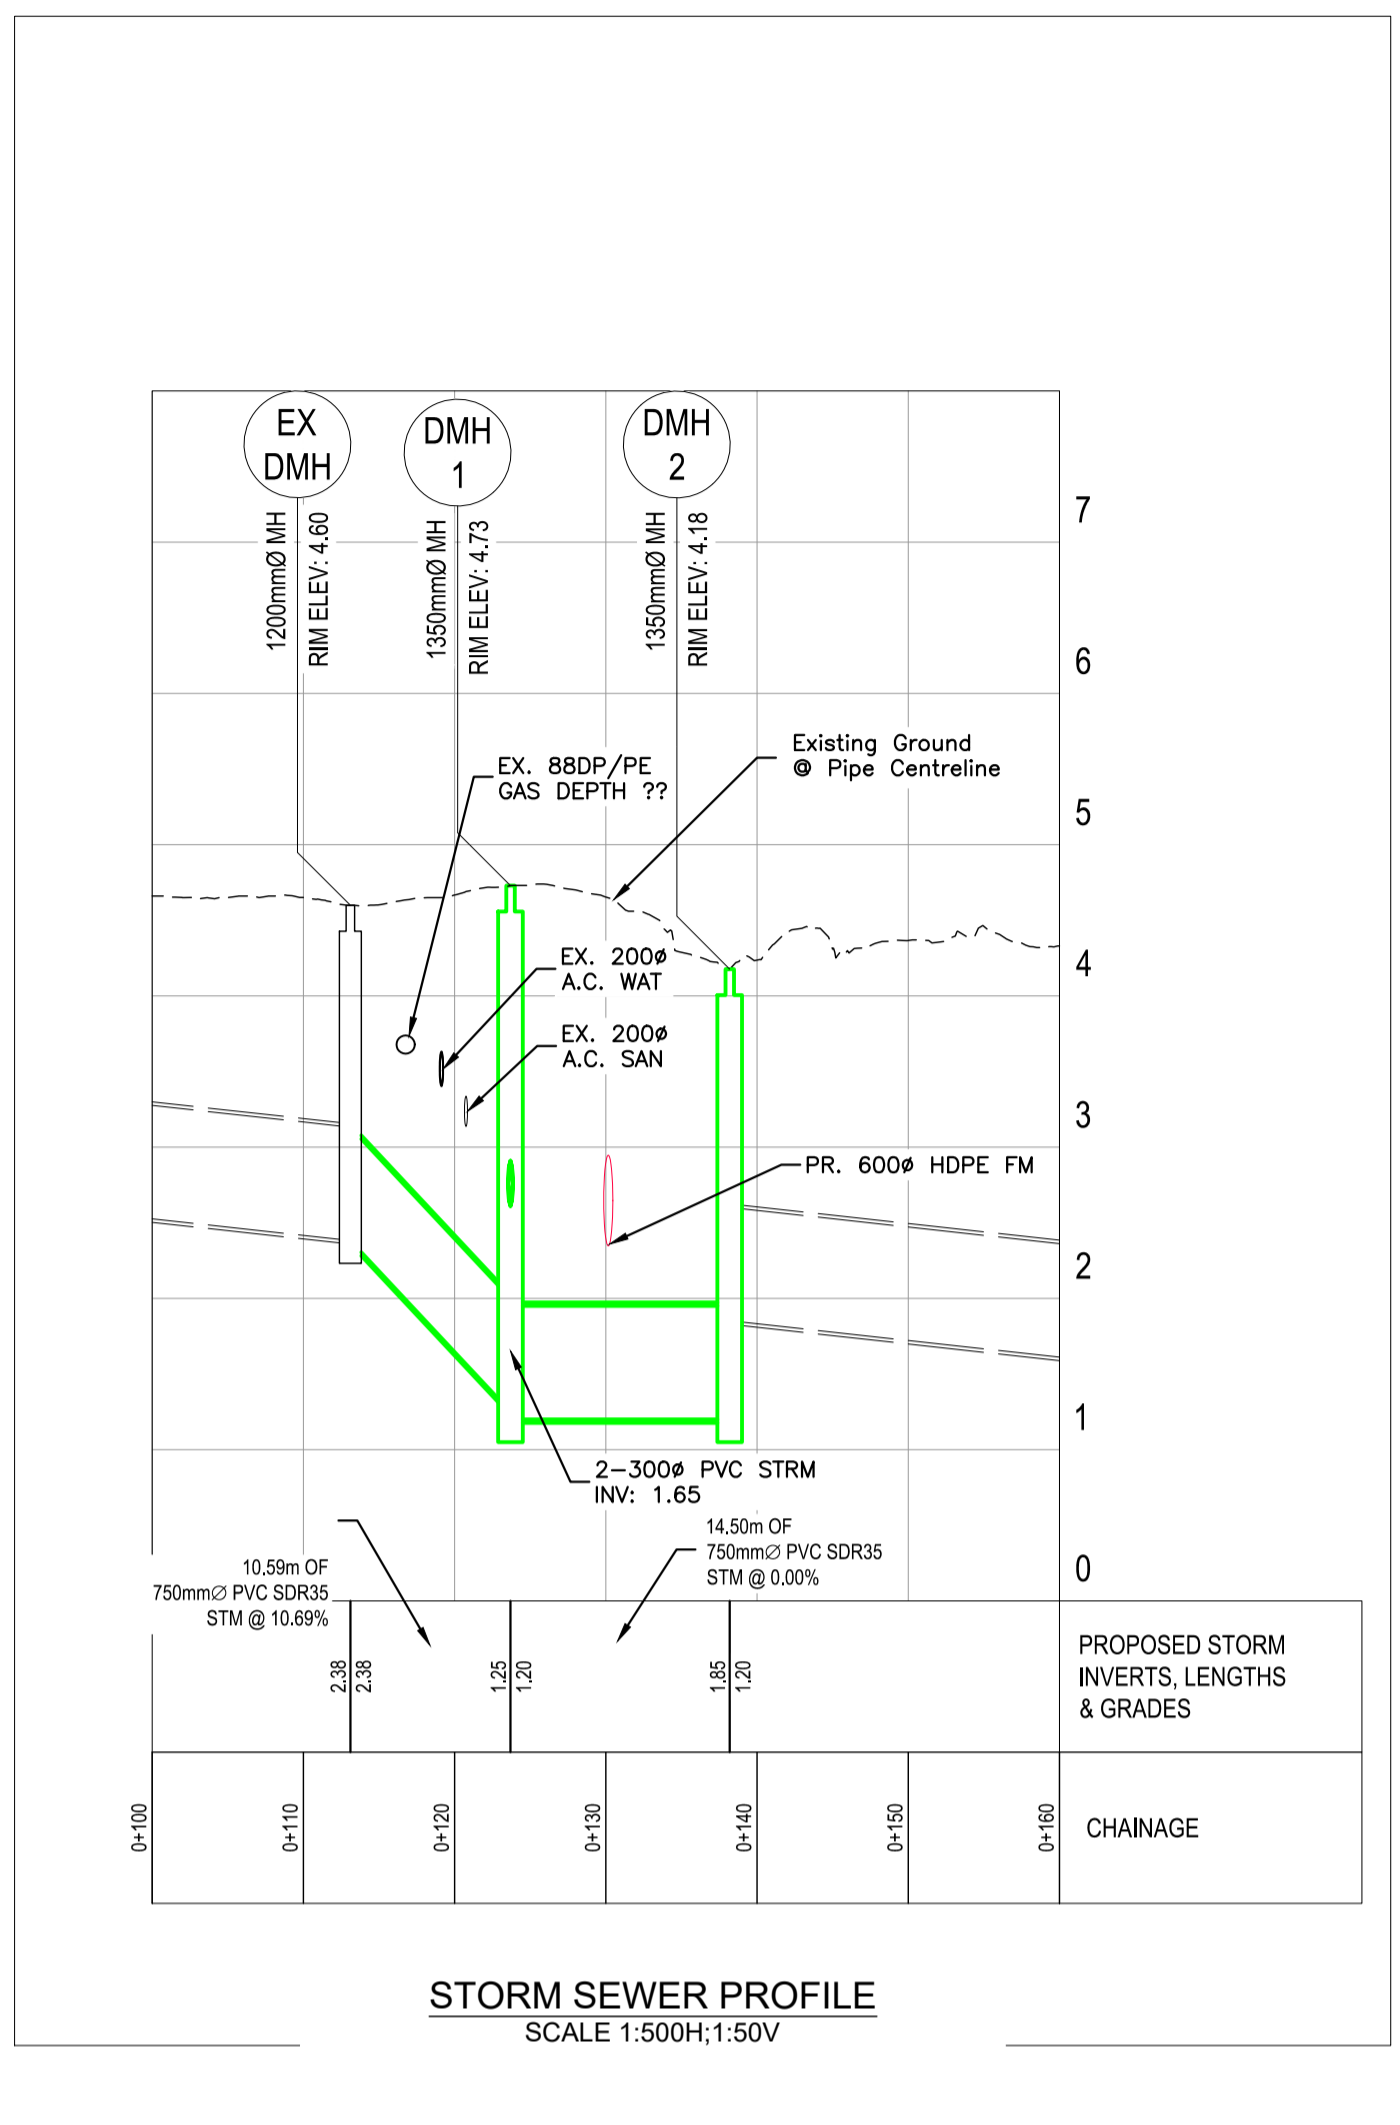 EX
DMH
DMH
1
DMH
2
1200mmØ MH
RIM ELEV: 4.60
1350mmØ MH
RIM ELEV: 4.73
1350mmØ MH
RIM ELEV: 4.18
7
6
5
4
3
2
1
0
Existing Ground
@ Pipe Centreline
EX. 88DP/PE
GAS DEPTH ??
EX. 200ø
A.C. WAT
EX. 200ø
A.C. SAN
PR. 600ø HDPE FM
2-300ø PVC STRM
INV: 1.65
10.59m OF
750mm∅ PVC SDR35
STM @ 10.69%
14.50m OF
750mm∅ PVC SDR35
STM @ 0.00%
2.38
2.38
1.25
1.20
1.85
1.20
PROPOSED STORM
INVERTS, LENGTHS
& GRADES
0+100
0+110
0+120
0+130
0+140
0+150
0+160
CHAINAGE
STORM SEWER PROFILE
SCALE 1:500H;1:50V